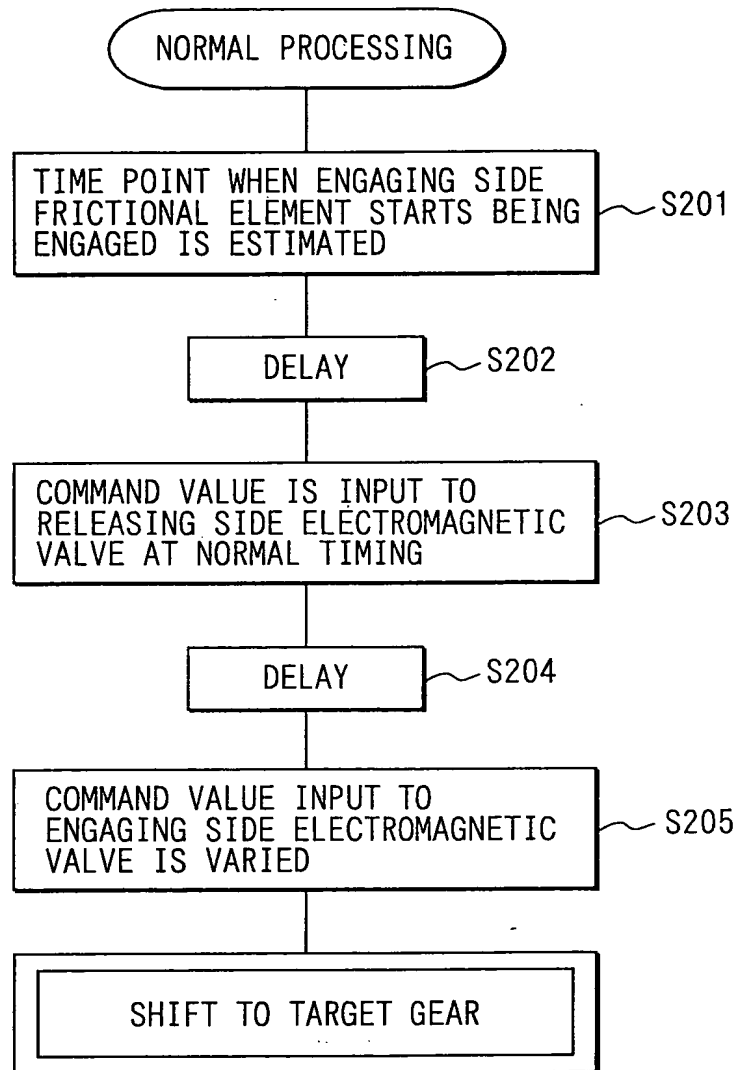 NORMAL PROCESSING
TIME POINT WHEN ENGAGING SIDE
FRICTIONAL ELEMENT STARTS BEING
ENGAGED IS ESTIMATED
S201
DELAY
S202
COMMAND VALUE IS INPUT TO
RELEASING SIDE ELECTROMAGNETIC
VALVE AT NORMAL TIMING
S203
DELAY
S204
COMMAND VALUE INPUT TO
ENGAGING SIDE ELECTROMAGNETIC
VALVE IS VARIED
S205
SHIFT TO TARGET GEAR